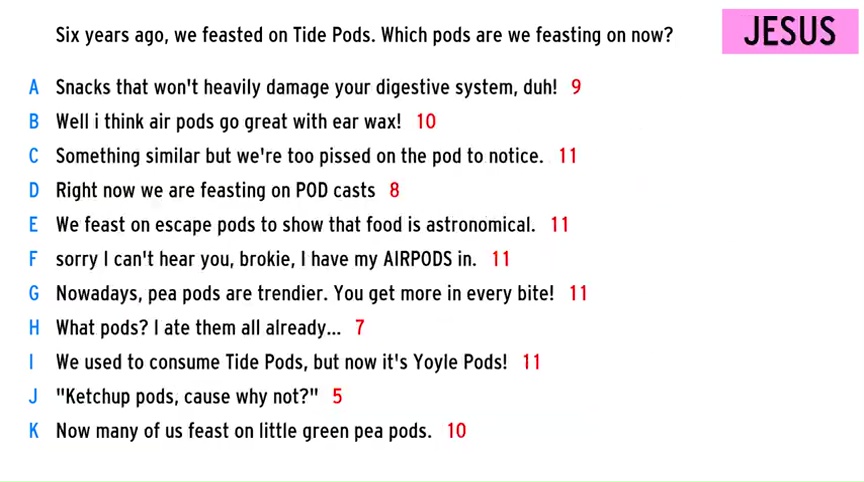 Six years ago, we feasted on Tide Pods. Which pods are we feasting on now?
JESUS
A Snacks that won't heavily damage your digestive system, duh! 9
B Well i think air pods go great with ear wax! 10
C Something similar but we're too pissed on the pod to notice. 11
D Right now we are feasting on POD casts 8
E We feast on escape pods to show that food is astronomical. 11
F sorry I can't hear you, brokie, I have my AIRPODS in. 11
G Nowadays, pea pods are trendier. You get more in every bite! 11
H What pods? I ate them all already... 7
I We used to consume Tide Pods, but now it's Yoyle Pods! 11
J "Ketchup pods, cause why not?" 5
K Now many of us feast on little green pea pods. 10